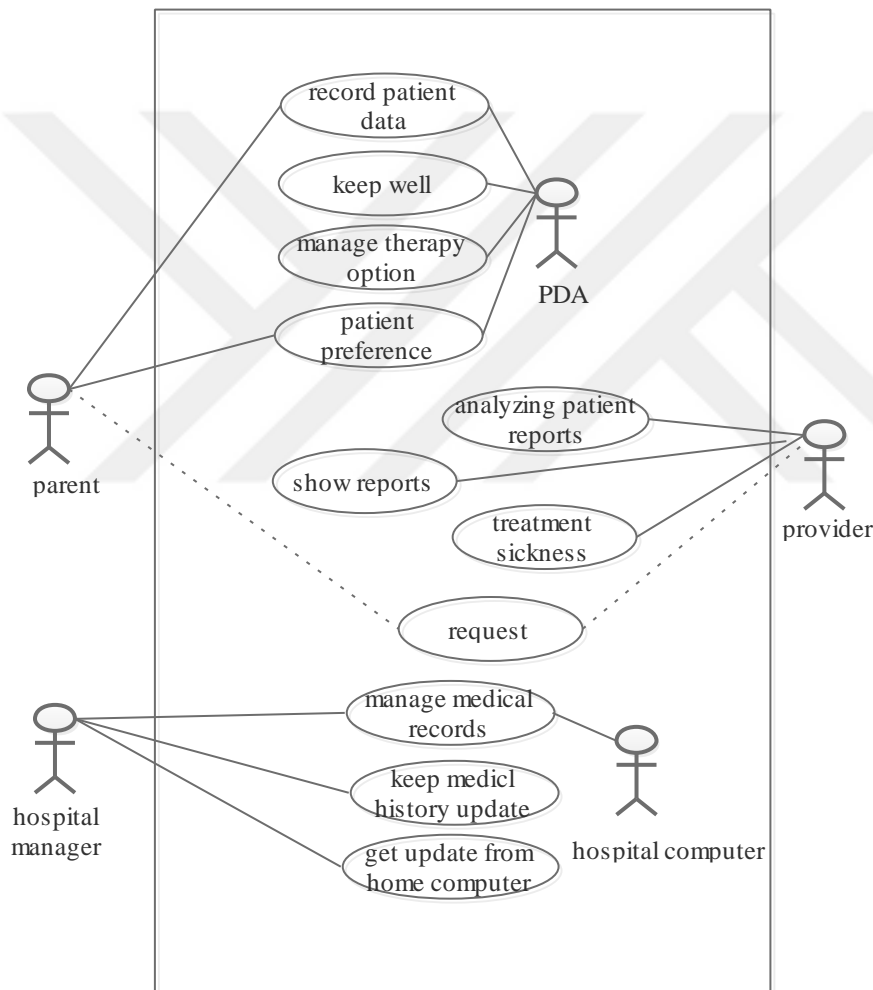 record patient
data
keep well
manage therapy
option
PDA
patient
preference
parent
analyzing patient
reports
show reports
treatment
sickness
provider
request
manage medical
records
hospital
manager
keep medicl
history update
hospital computer
get update from
home computer